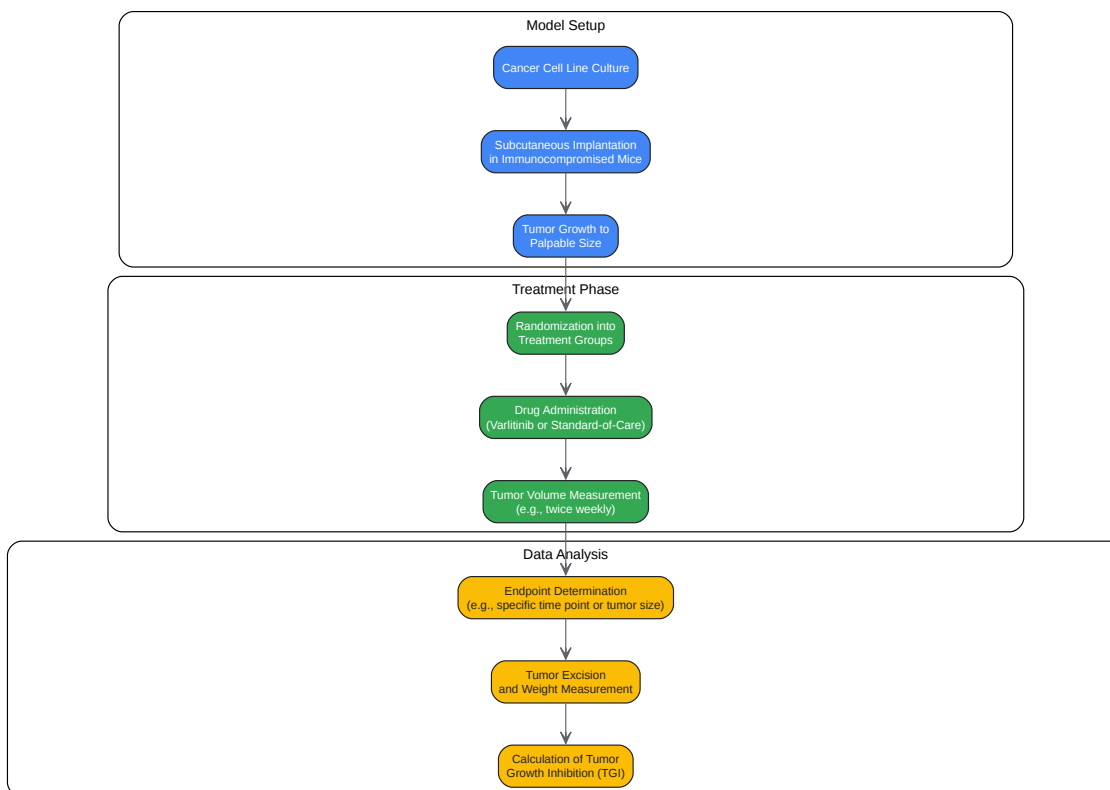 Model Setup
Cancer Cell Line Culture
Subcutaneous Implantation
in Immunocompromised Mice
Tumor Growth to
Palpable Size
Treatment Phase
Randomization into
Treatment Groups
Drug Administration
(Varlitinib or Standard-of-Care)
Tumor Volume Measurement
(e.g., twice weekly)
Data Analysis
Endpoint Determination
(e.g., specific time point or tumor size)
Tumor Excision
and Weight Measurement
Calculation of Tumor
Growth Inhibition (TGI)